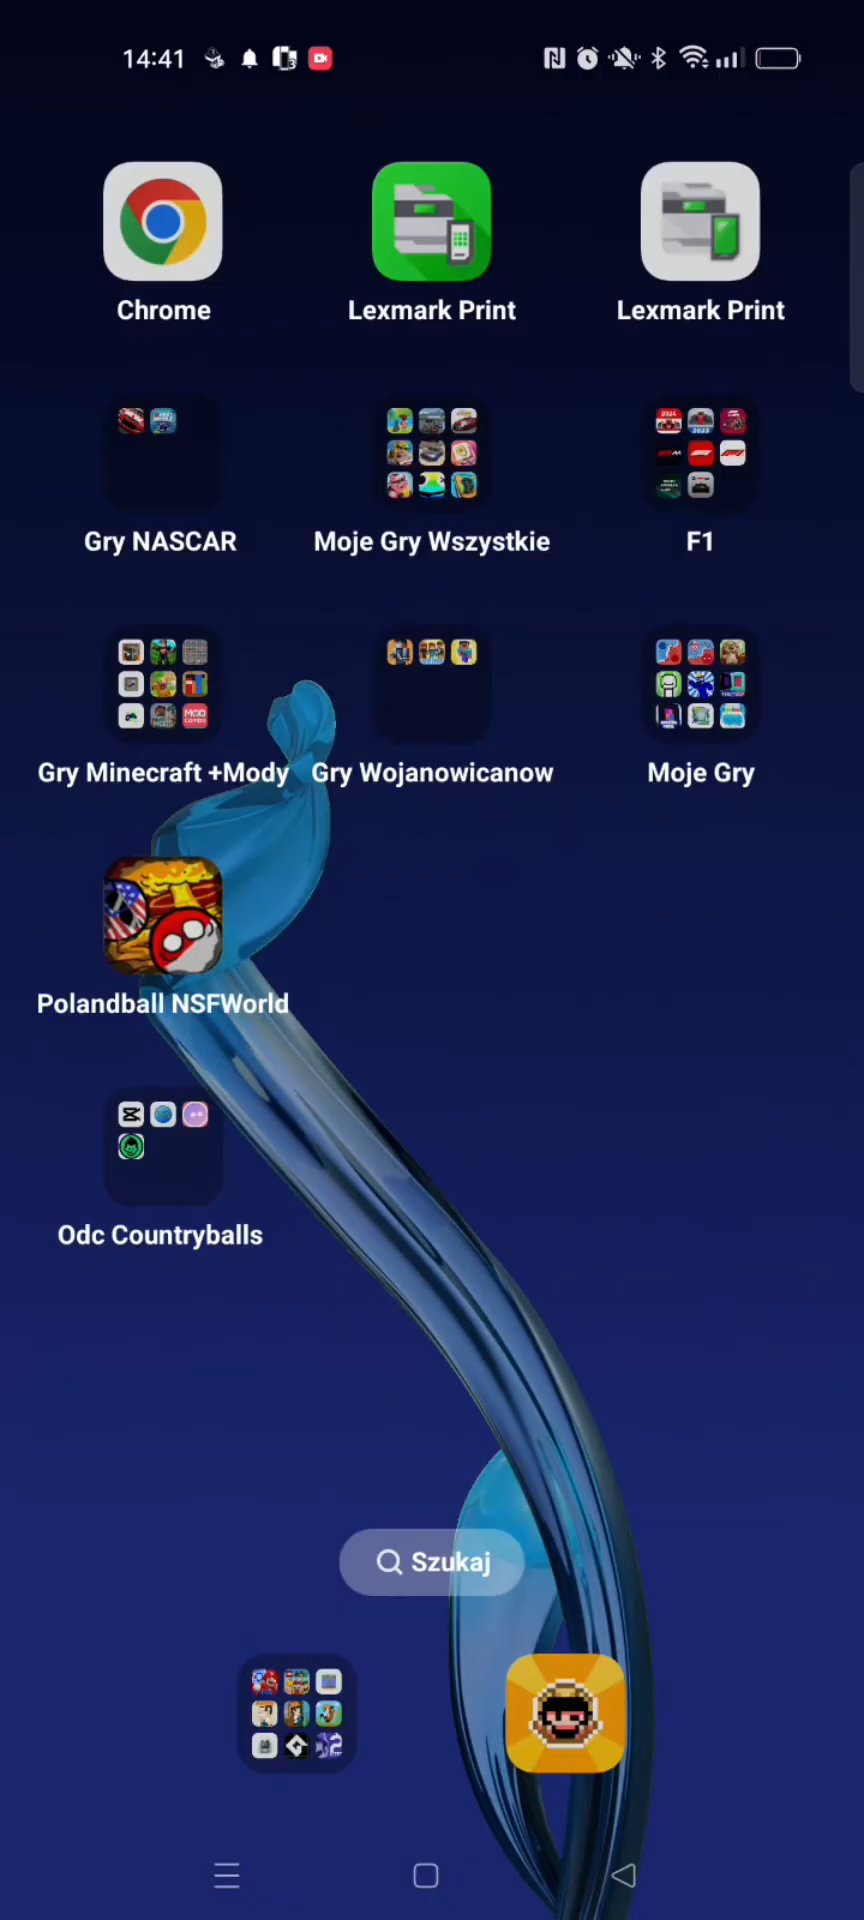 14:41
Chrome
Lexmark Print
Lexmark Print
Gry NASCAR
Moje Gry Wszystkie
F1
Gry Minecraft +Mody
Gry Wojanowicanow
Moje Gry
Polandball NSFWorld
Odc Countryballs
Szukaj